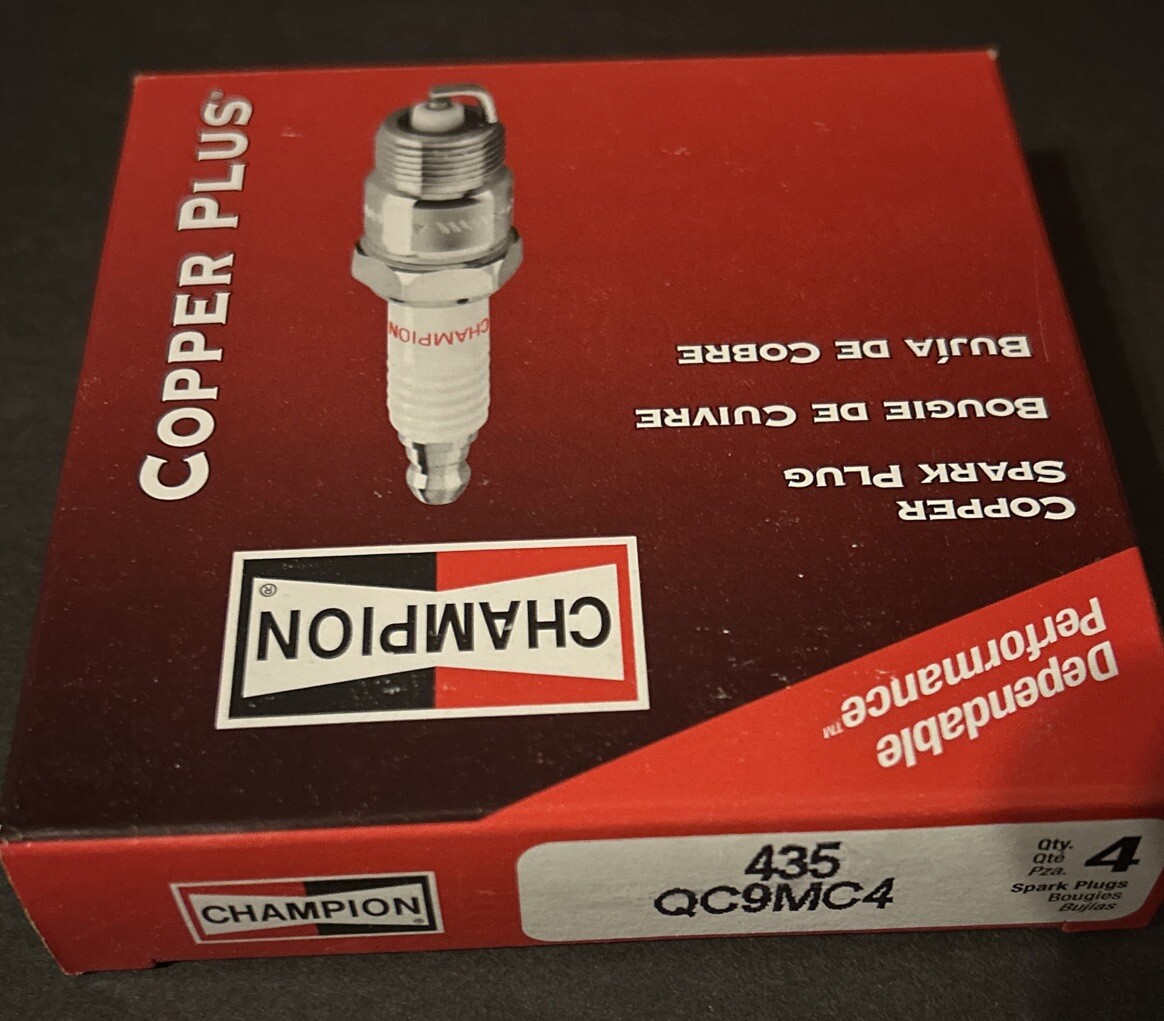 COPPER PLUS®
CHAMPION
BUJÍA DE COBRE
BOUGIE DE CUIVRE
COPPER
SPARK PLUG
CHAMPION®
Dependable
Performance™
CHAMPION®
435
QC9MC4
Qty.
Qté
Pza.
4
Spark Plugs
Bougies
Bujías